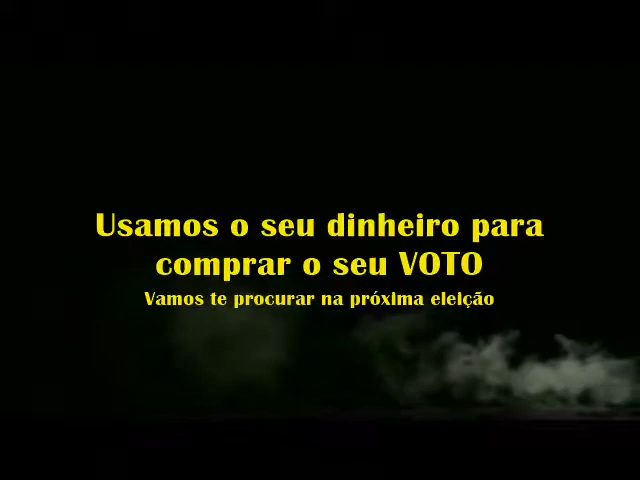 Usamos o seu dinheiro para
comprar o seu VOTO
Vamos te procurar na próxima eleição